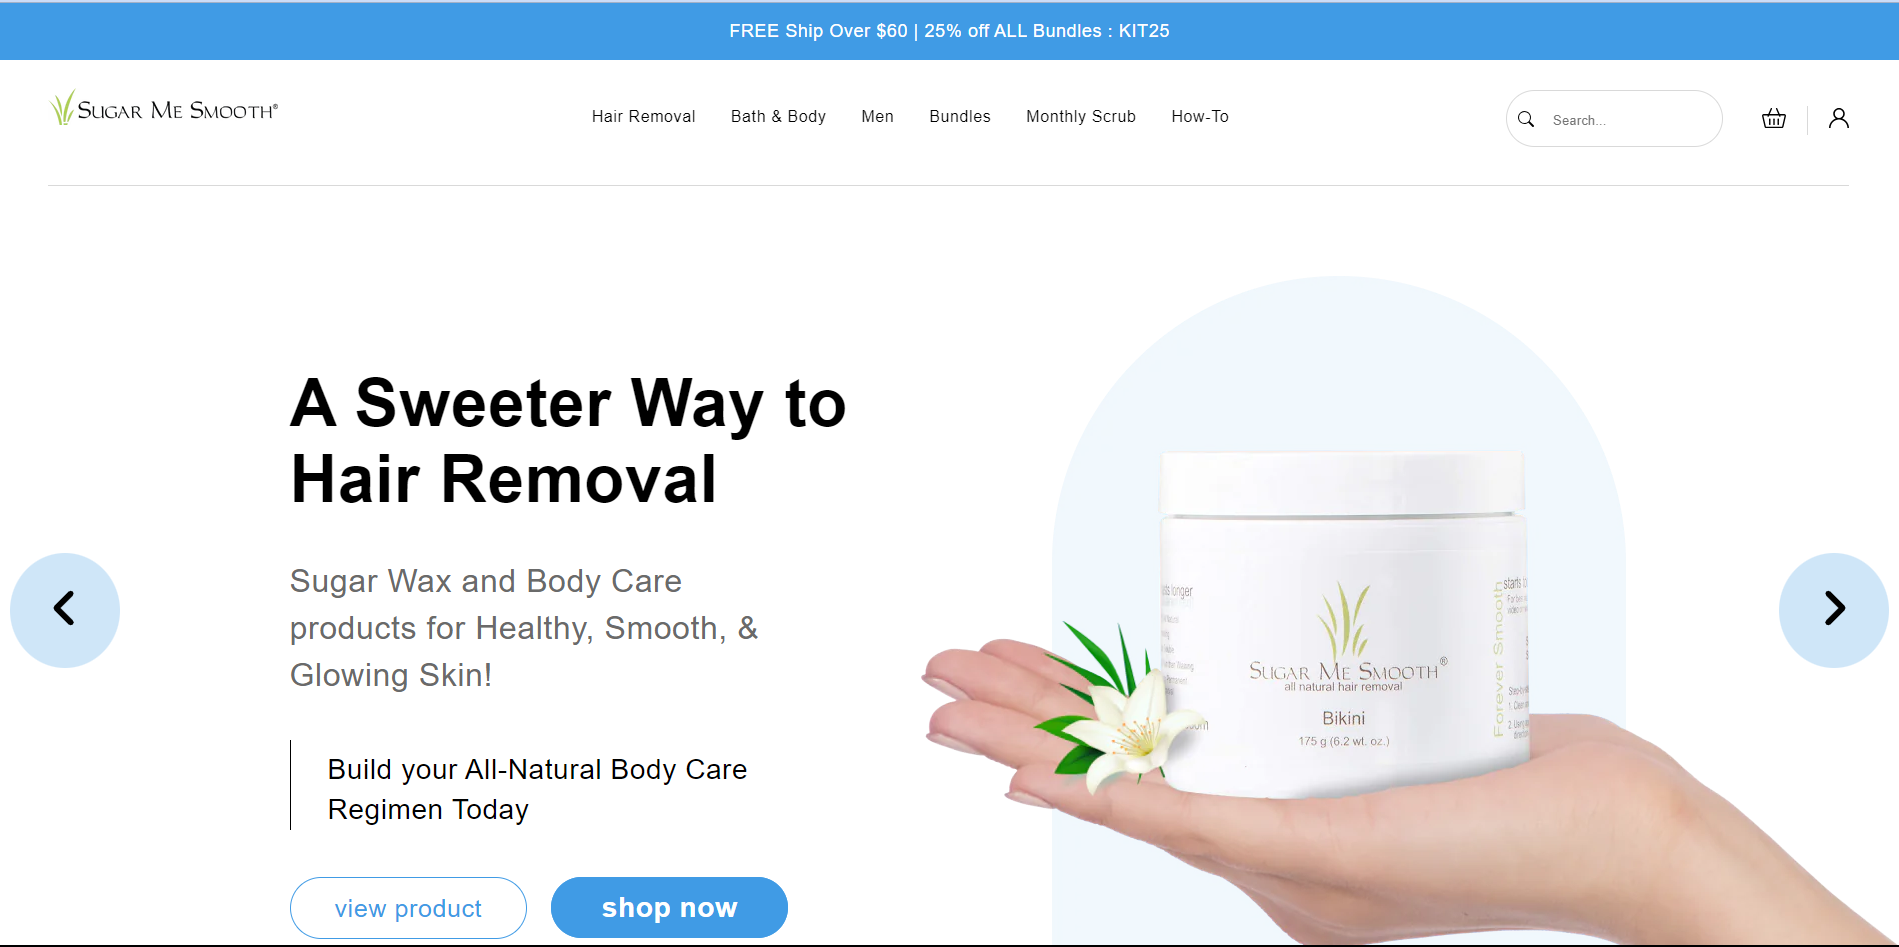 FREE Ship Over $60 | 25% off ALL Bundles : KIT25
SUGAR ME SMOOTH®
Hair Removal
Bath & Body
Men
Bundles
Monthly Scrub
How-To
Search...
A Sweeter Way to
Hair Removal
Sugar Wax and Body Care
products for Healthy, Smooth, &
Glowing Skin!
Build your All-Natural Body Care
Regimen Today
view product
shop now
longer
SUGAR ME SMOOTH®
all natural hair removal
Bikini
175 g (6.2 wt. oz.)
Forever Smooth
starts